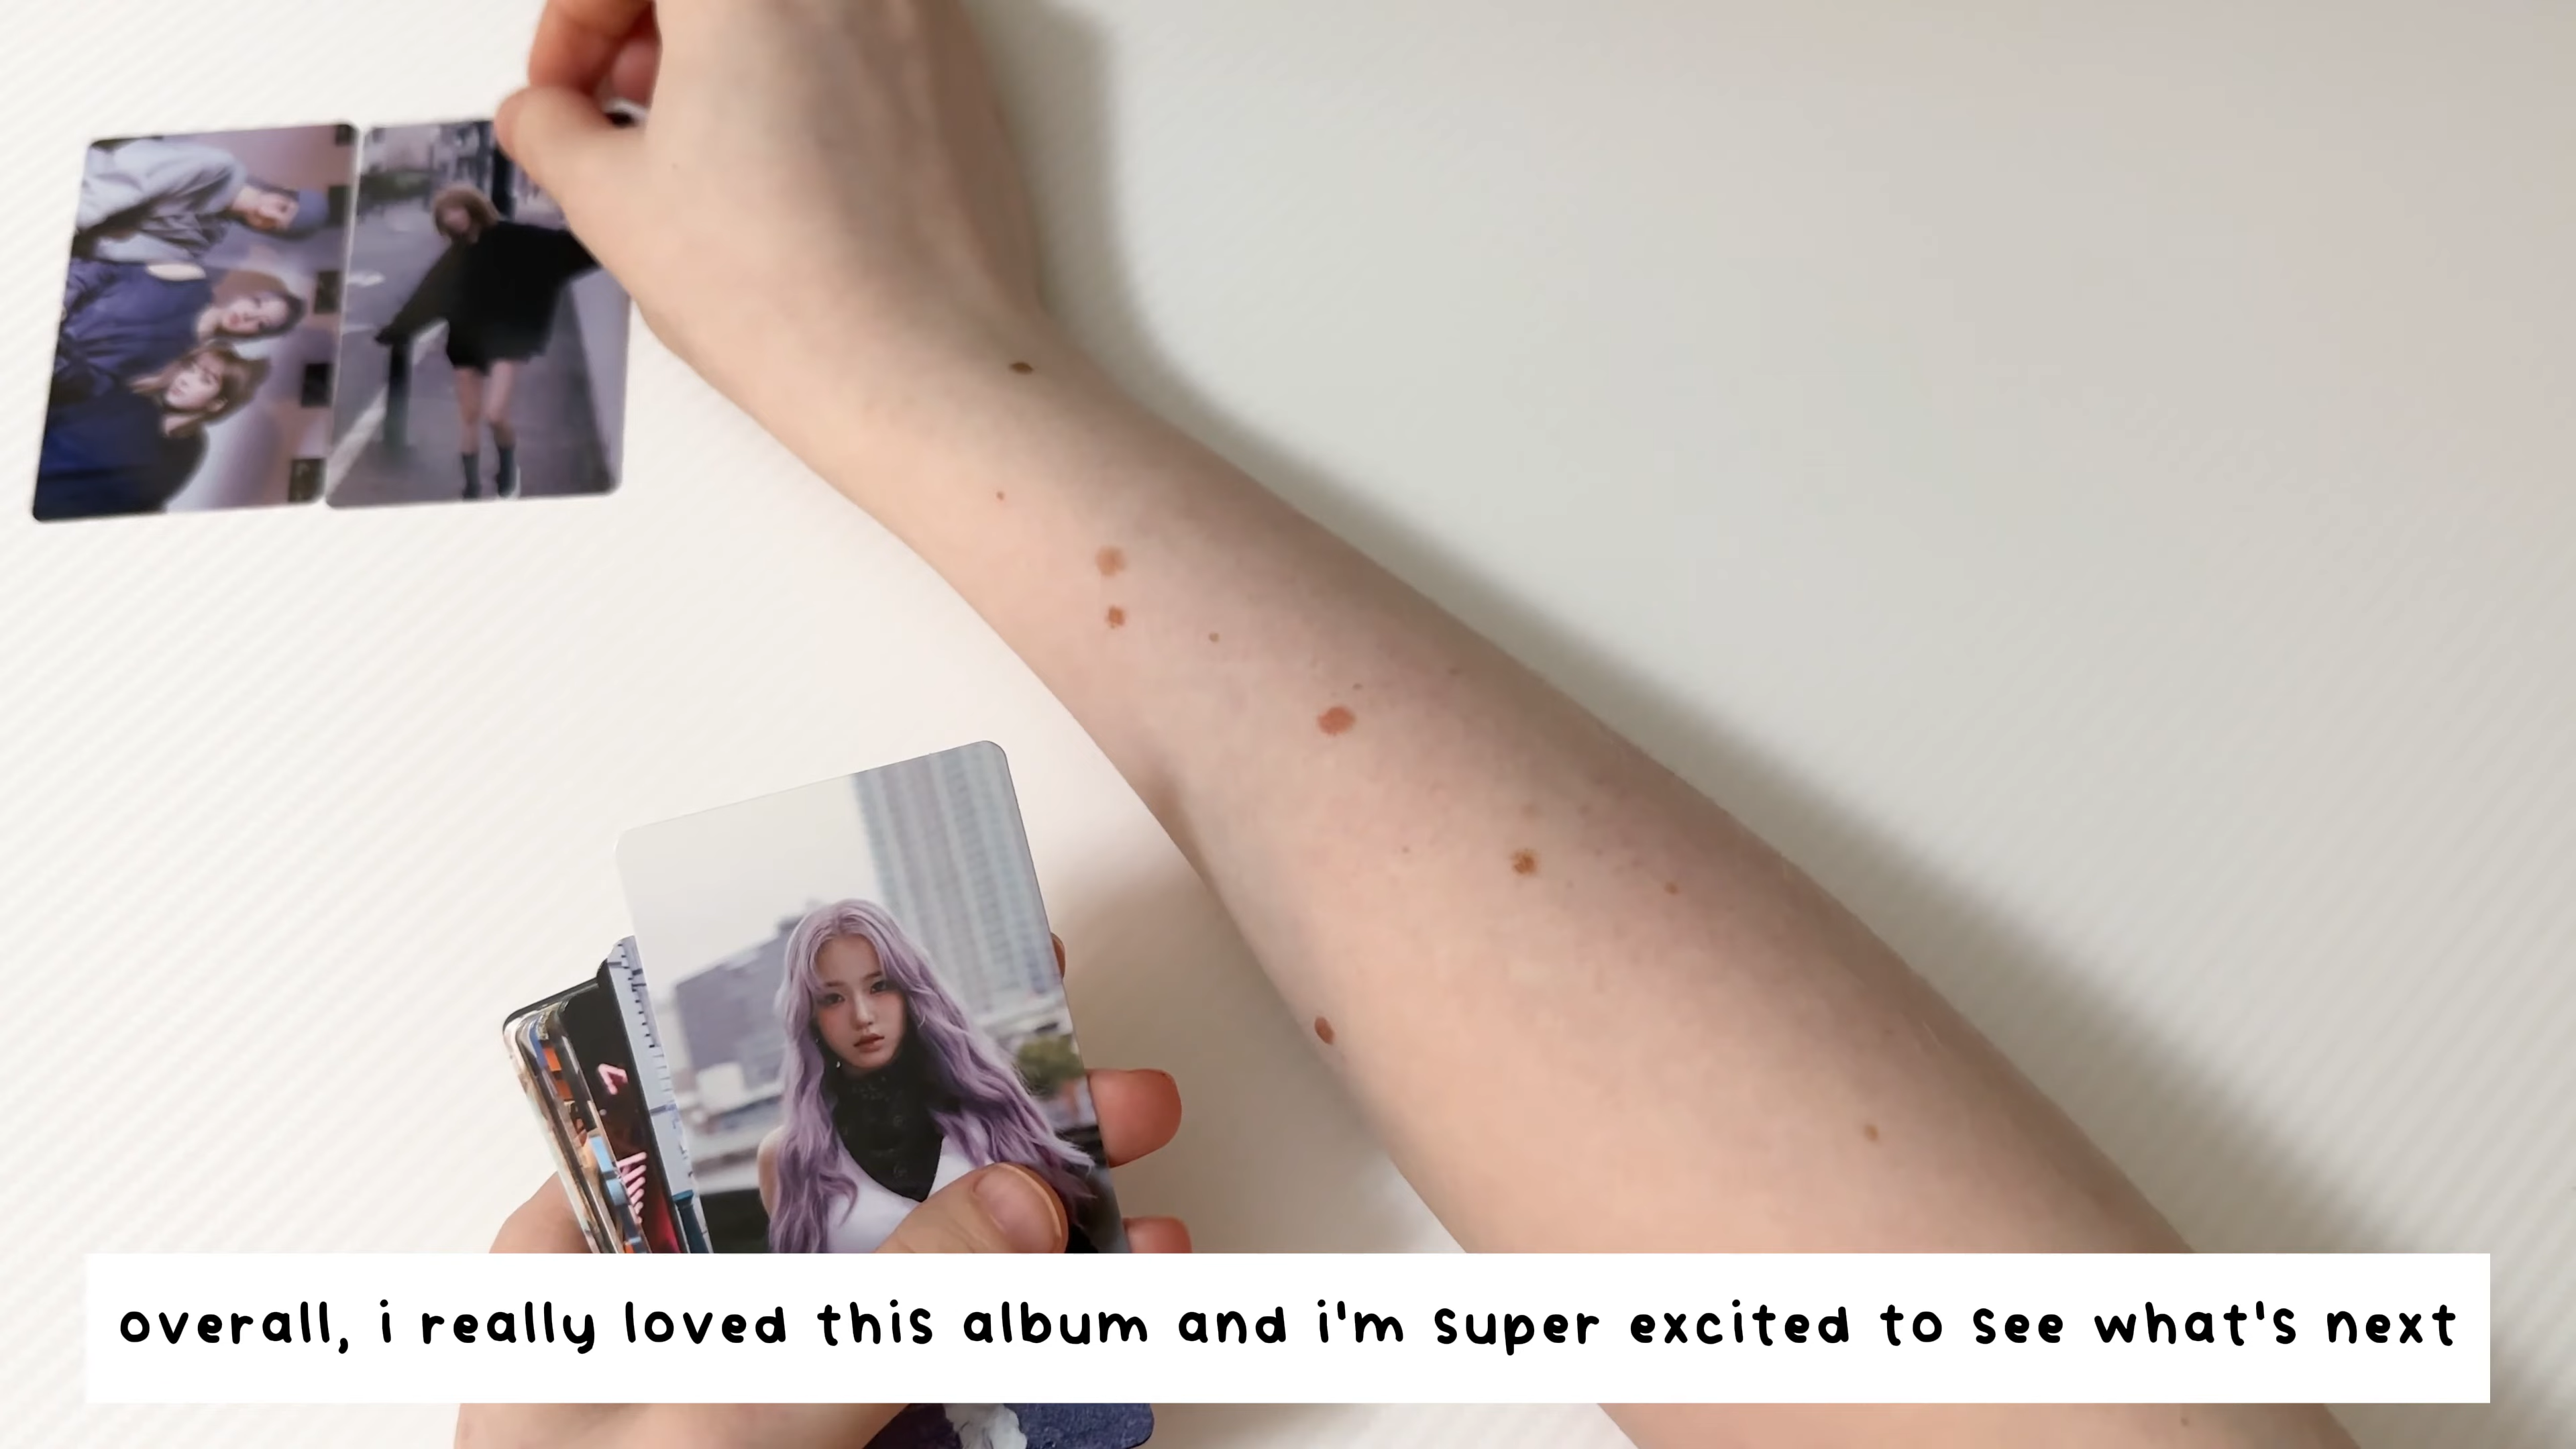 overall, i really loved this album and i'm super excited to see what's next